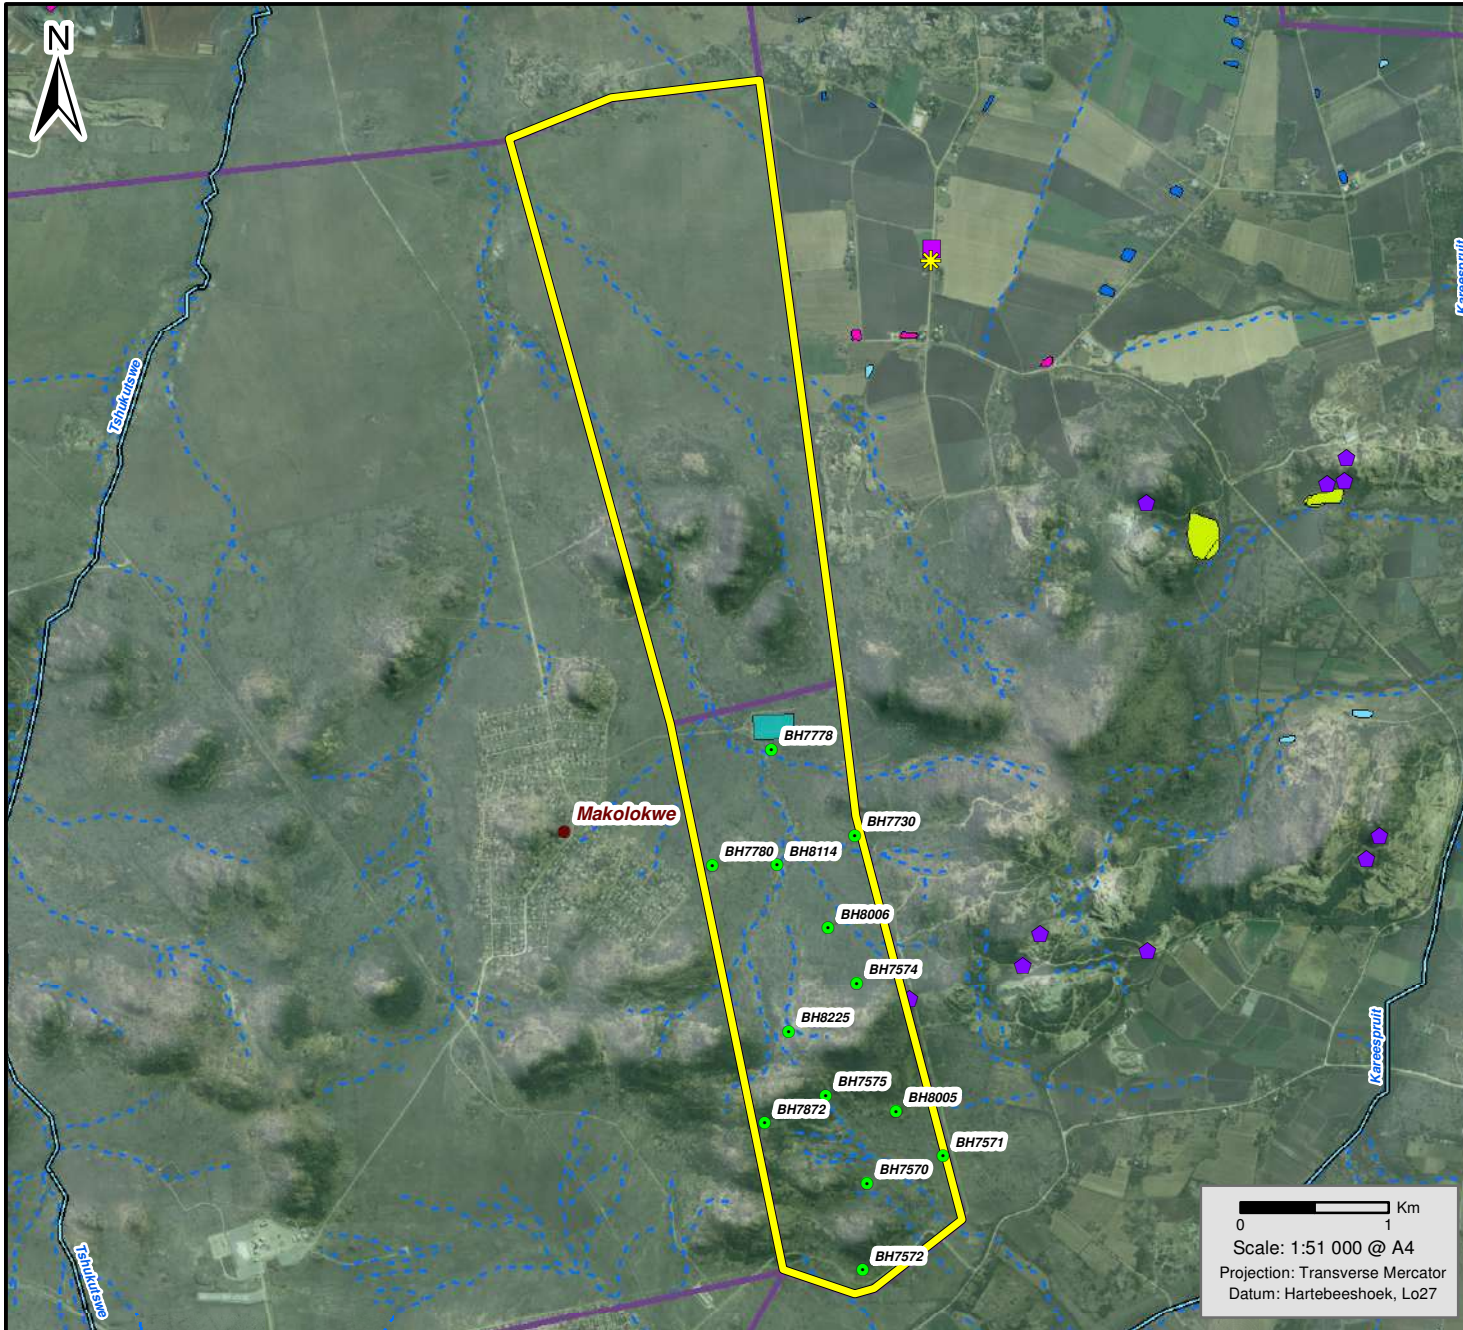 N
Kareespruit
Tshukutswe
BH7778
Makolokwe
BH7730
BH7780
BH8114
BH8006
BH7574
BH8225
Kareespruit
BH7575
BH8005
BH7872
BH7571
BH7570
Tshukutswe
BH7572
Km
0 1
Scale: 1:51 000 @ A4
Projection: Transverse Mercator
Datum: Hartebeeshoek, Lo27